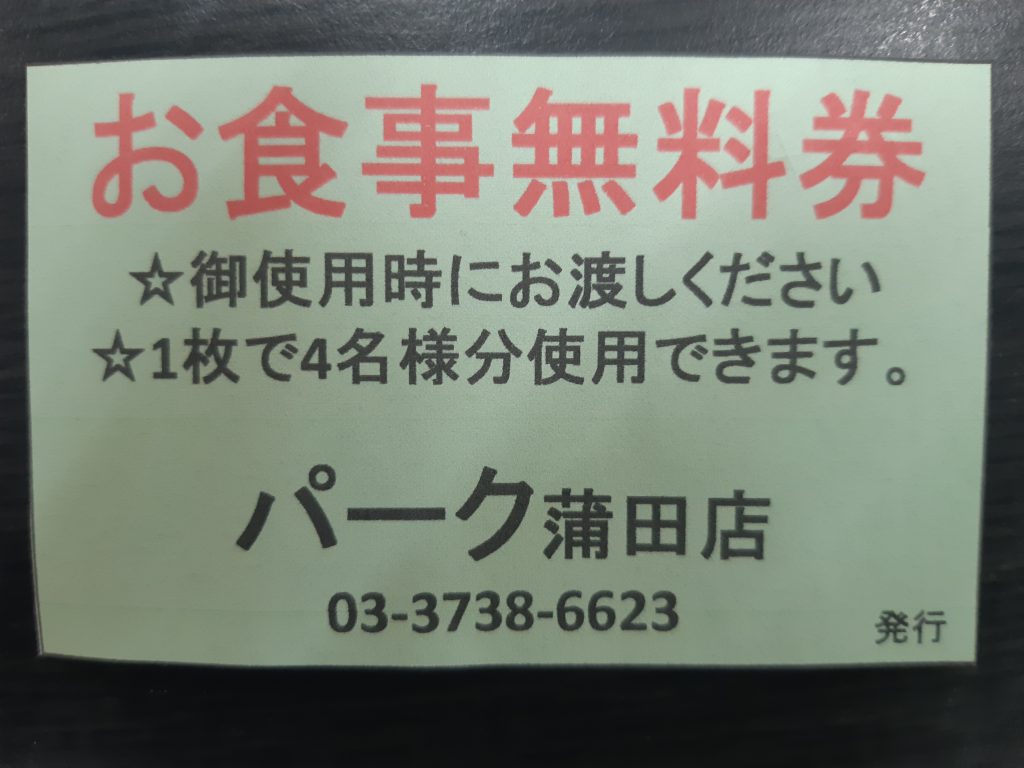 お食事無料券
☆御使用時にお渡しください
☆1枚で4名様分使用できます。
パーク蒲田店
03-3738-6623
発行